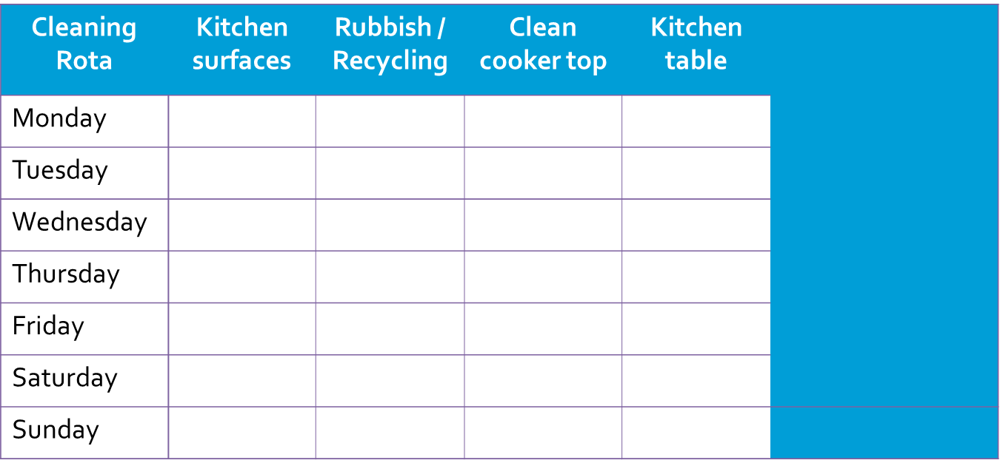 Cleaning Rota
Kitchen surfaces
Rubbish / Recycling
Clean cooker top
Kitchen table
Monday
Tuesday
Wednesday
Thursday
Friday
Saturday
Sunday